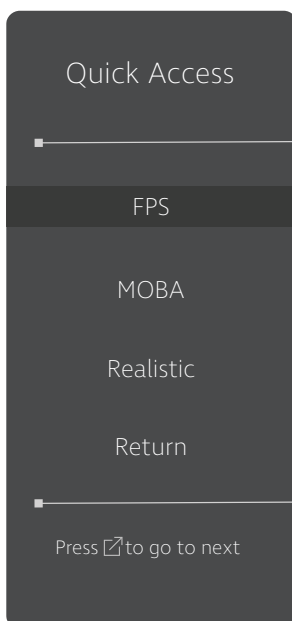 Quick Access
FPS
MOBA
Realistic
Return
Press to go to next